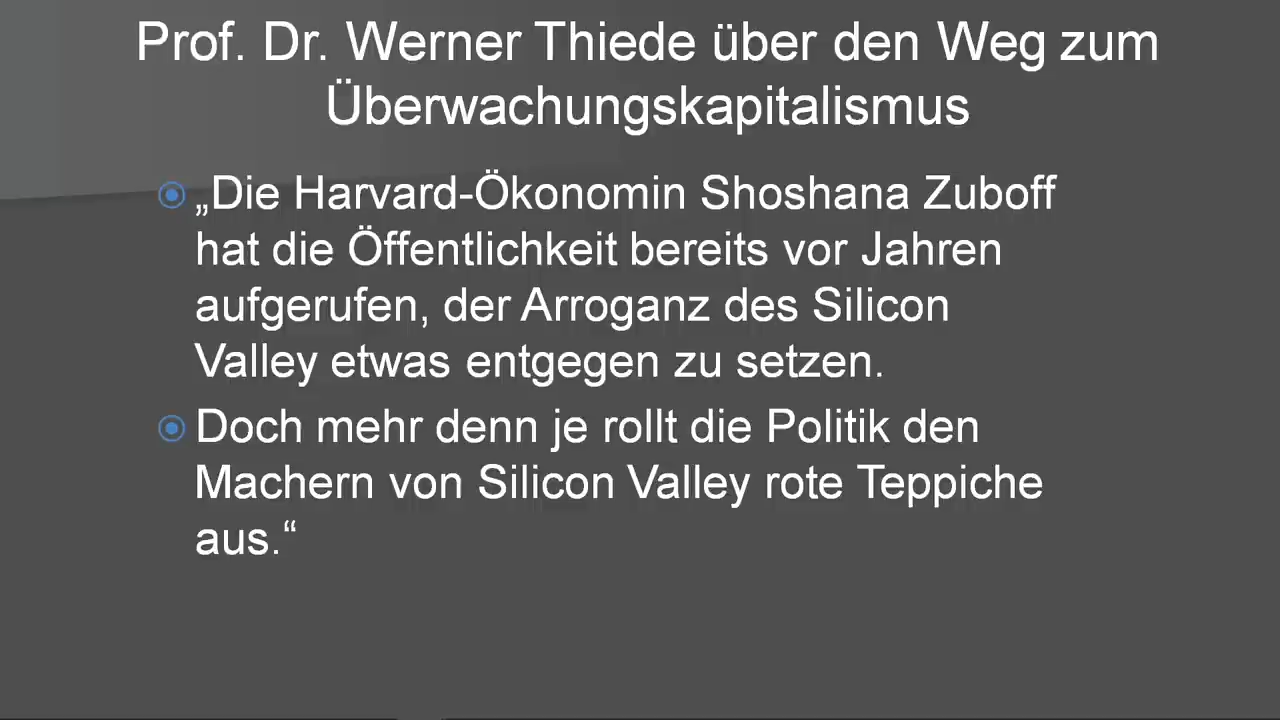 Prof. Dr. Werner Thiede über den Weg zum
Überwachungskapitalismus
„Die Harvard-Ökonomin Shoshana Zuboff
hat die Öffentlichkeit bereits vor Jahren
aufgerufen, der Arroganz des Silicon
Valley etwas entgegen zu setzen.
Doch mehr denn je rollt die Politik den
Machern von Silicon Valley rote Teppiche
aus.“